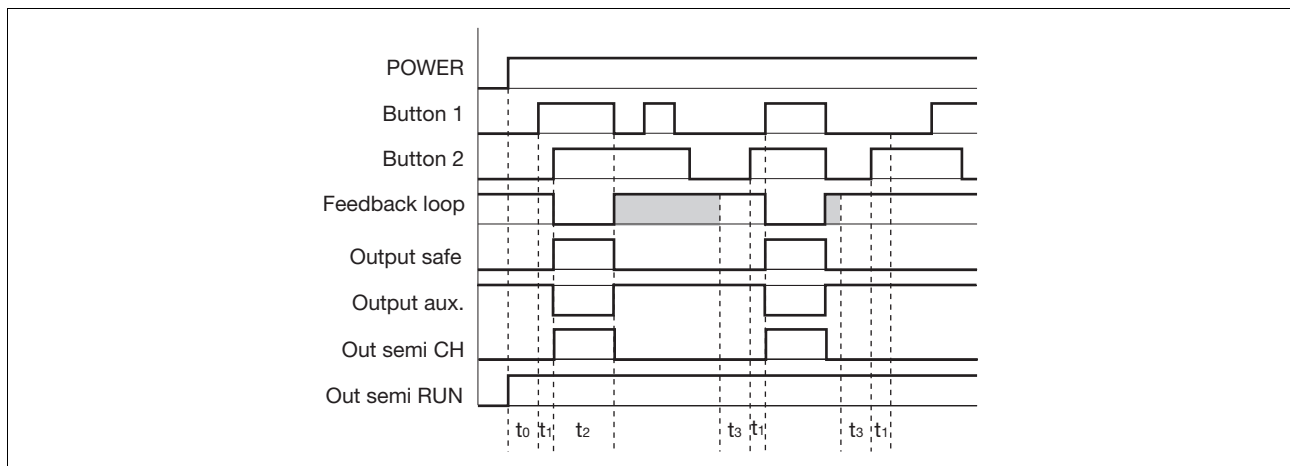 POWER
Button 1
Button 2
Feedback loop
Output safe
Output aux.
Out semi CH
Out semi RUN
t0 t1 t2 t3 t1 t3 t1